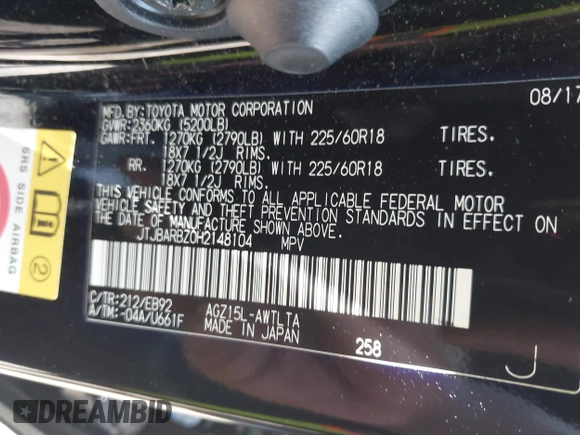 08/17
MFD.BY:TOYOTA MOTOR CORPORATION
GVWR:2360KG (5200LB)
GAWR:FRT. 1270KG (2790LB) WITH 225/60R18 TIRES.
18X7 1/2J RIMS.
RR. 1270KG (2790LB) WITH 225/60R18 TIRES.
18X7 1/2J RIMS.
THIS VEHICLE CONFORMS TO ALL APPLICABLE FEDERAL MOTOR
VEHICLE SAFETY AND THEFT PREVENTION STANDARDS IN EFFECT ON
THE DATE OF MANUFACTURE SHOWN ABOVE.
JTJBARBZ0H2148104 MPV
C/TR:212/EB92 AGZ15L-AWTLTA
A/TM:-04A/U661F MADE IN JAPAN
258
J
SRS SIDE AIRBAG
2
DREAMBID